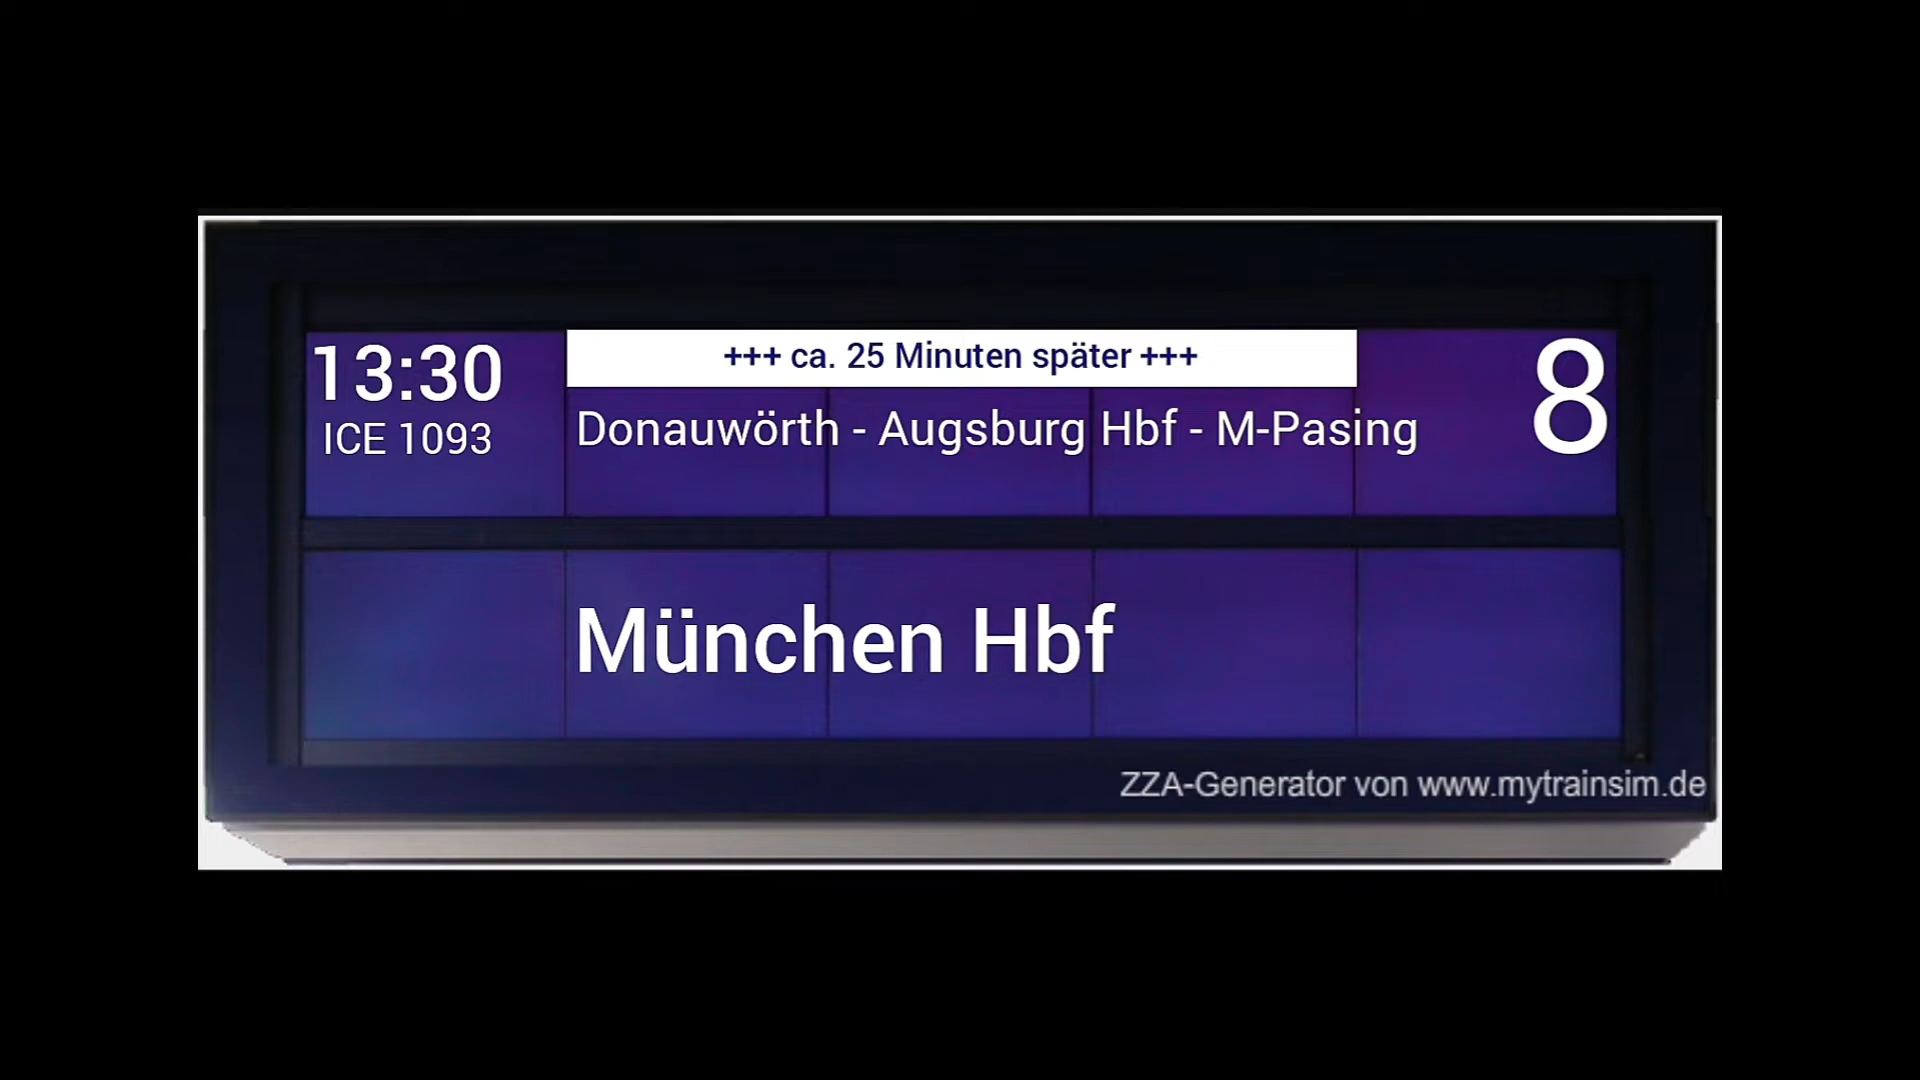 13:30
+++ ca. 25 Minuten später +++
8
ICE 1093
Donauwörth - Augsburg Hbf - M-Pasing
München Hbf
ZZA-Generator von www.mytrainsim.de